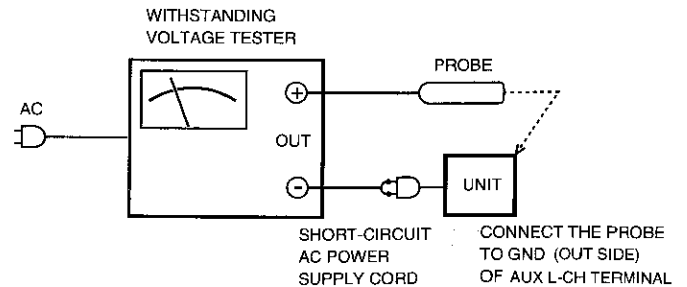 WITHSTANDING
VOLTAGE TESTER
PROBE
AC
+
OUT
-
UNIT
SHORT-CIRCUIT
AC POWER
SUPPLY CORD
CONNECT THE PROBE
TO GND (OUT SIDE)
OF AUX L-CH TERMINAL